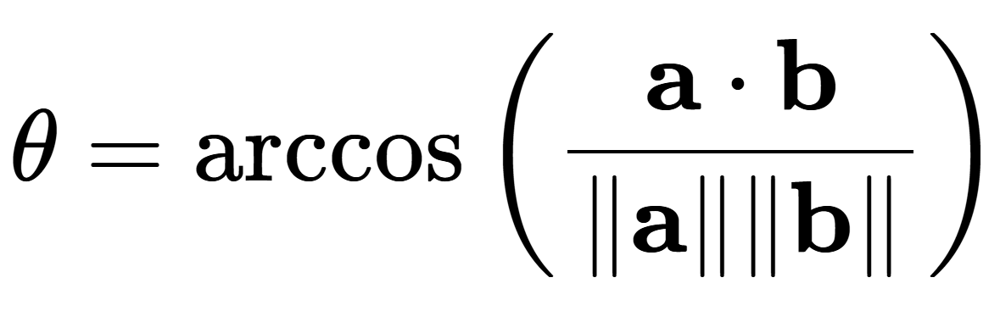 θ = arccos ( a · b / ‖a‖ ‖b‖ )